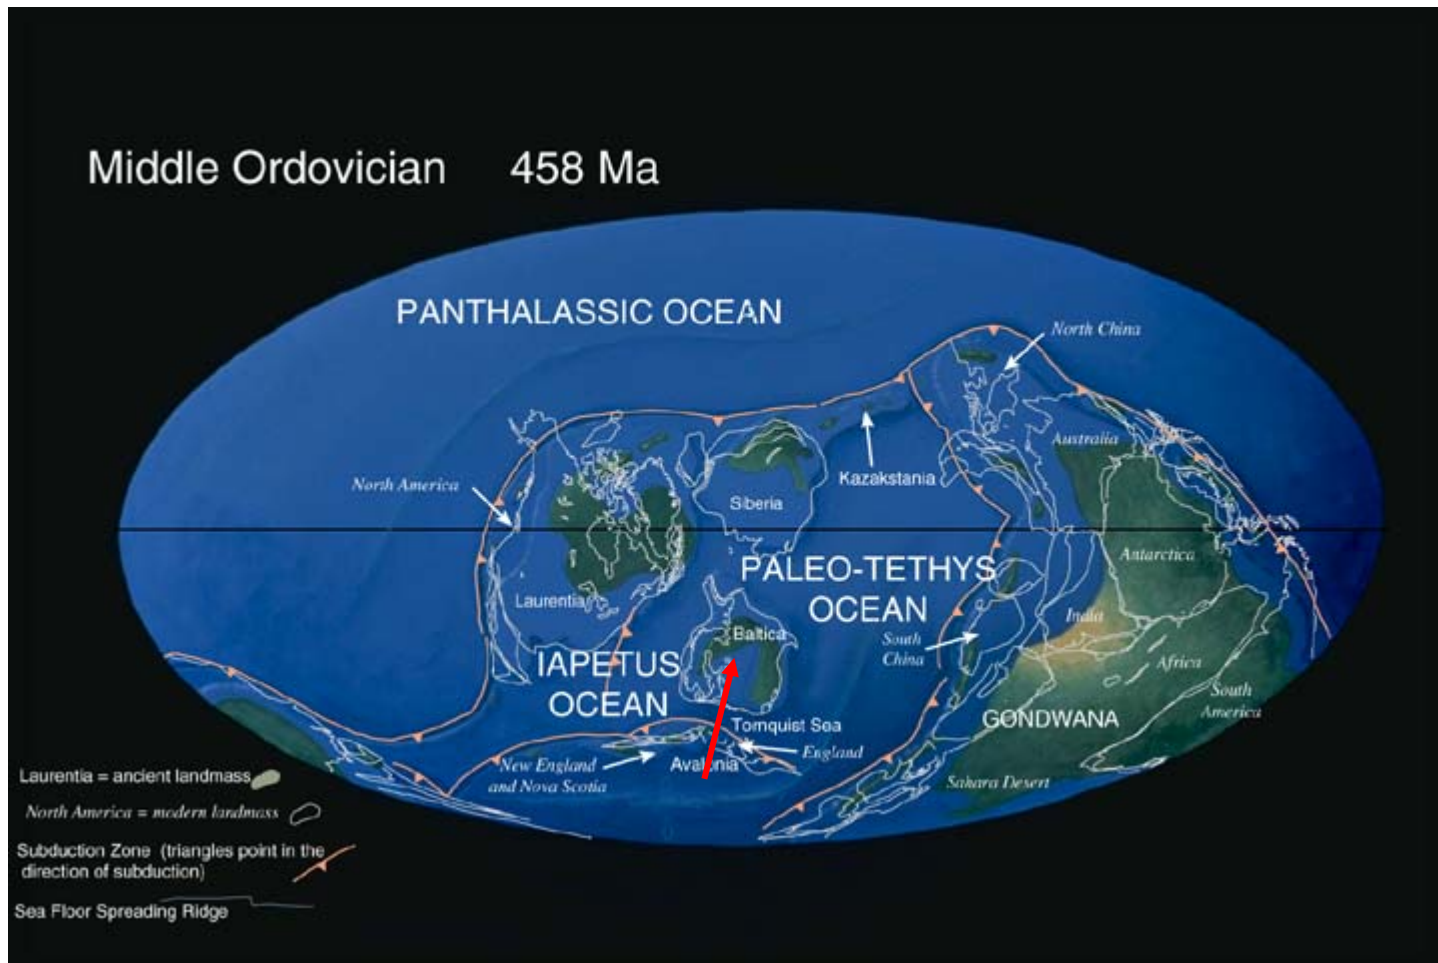 Middle Ordovician 458 Ma
PANTHALASSIC OCEAN
North China
Australia
North America
Kazakstania
Siberia
Antarctica
PALEO-TETHYS
OCEAN
Laurentia
India
Baltica
South
China
Africa
IAPETUS
OCEAN
South
America
GONDWANA
Tornquist Sea
England
New England
and Nova Scotia
Avalonia
Sahara Desert
Laurentia = ancient landmass
North America = modern landmass
Subduction Zone (triangles point in the
direction of subduction)
Sea Floor Spreading Ridge